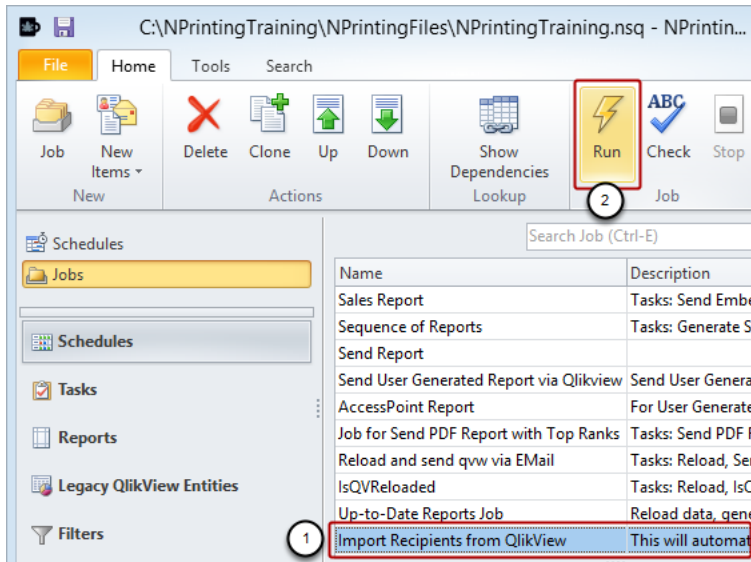 C:\NPrintingTraining\NPrintingFiles\NPrintingTraining.nsq - NPrintin...
File Home Tools Search
Job New Items Delete Clone Up Down Show Dependencies Run ABC Check Stop
New Actions Lookup 2 Job
Schedules Search Job (Ctrl-E)
Jobs Name Description
Sales Report Tasks: Send Embe
Sequence of Reports Tasks: Generate S
Schedules
Send Report
Send User Generated Report via Qlikview Send User Genera
Tasks
AccessPoint Report For User Generate
Job for Send PDF Report with Top Ranks Tasks: Send PDF F
Reports
Reload and send qvw via EMail Tasks: Reload, Se
IsQVReloaded Tasks: Reload, IsQ
Legacy QlikView Entities
Up-to-Date Reports Job Reload data, gene
Filters 1 Import Recipients from QlikView This will automat